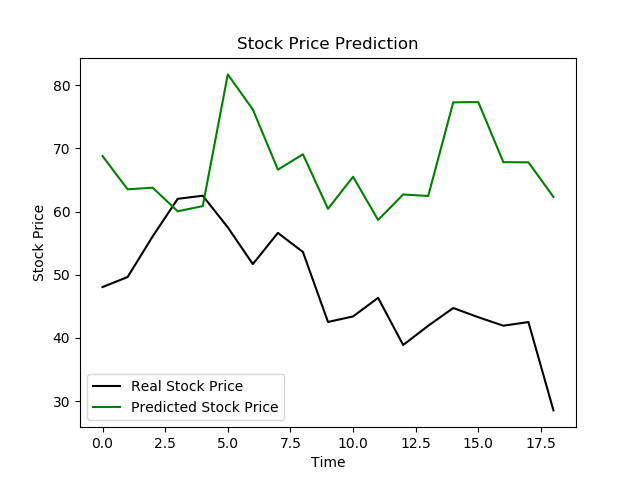 Stock Price Prediction
Stock Price
80
70
60
50
40
30
Real Stock Price
Predicted Stock Price
0.0 2.5 5.0 7.5 10.0 12.5 15.0 17.5
Time